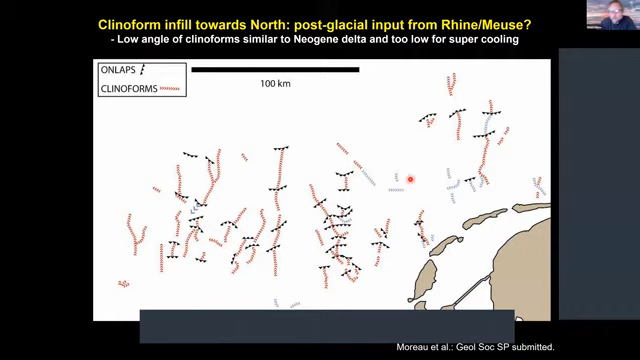 Clinoform infill towards North: post-glacial input from Rhine/Meuse?
- Low angle of clinoforms similar to Neogene delta and too low for super cooling
ONLAPS
CLINOFORMS
100 km
Moreau et al.: Geol Soc SP submitted.